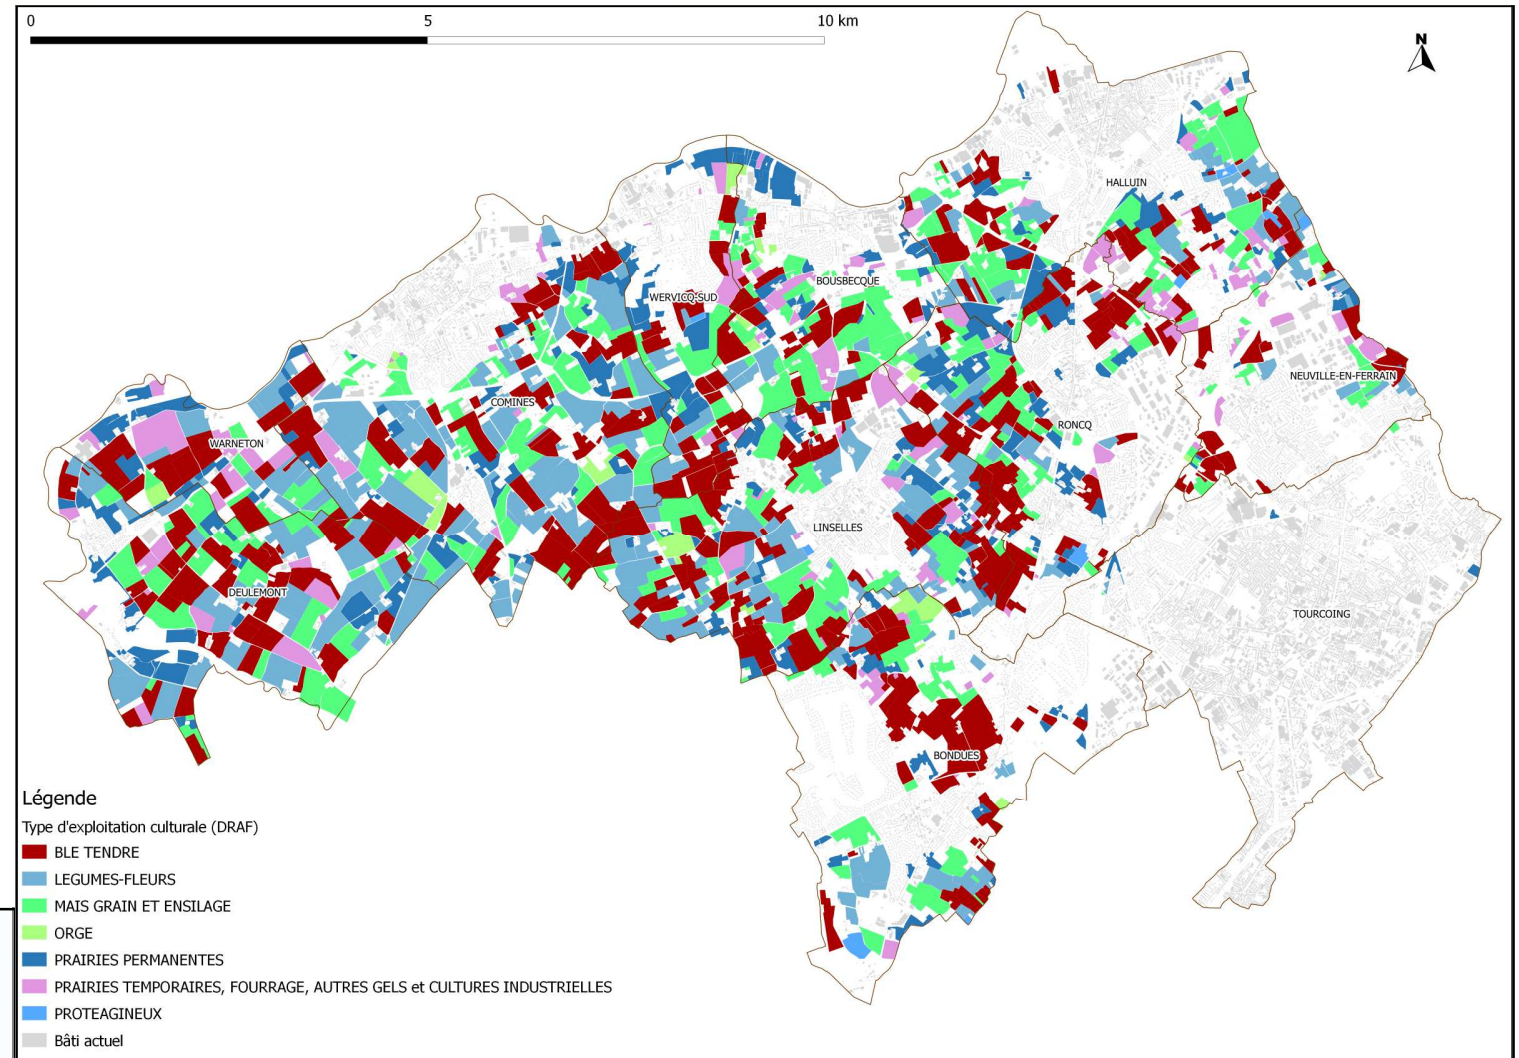 0 5 10 km
N
HALLUIN
BOUSBECQUE
WERVICQ-SUD
NEUVILLE-EN-FERRAIN
COMINES
RONCQ
WARNETON
LINSELLES
DEULEMONT
TOURCOING
BONDUES
Légende
Type d'exploitation culturale (DRAF)
BLE TENDRE
LEGUMES-FLEURS
MAIS GRAIN ET ENSILAGE
ORGE
PRAIRIES PERMANENTES
PRAIRIES TEMPORAIRES, FOURRAGE, AUTRES GELS et CULTURES INDUSTRIELLES
PROTEAGINEUX
Bâti actuel